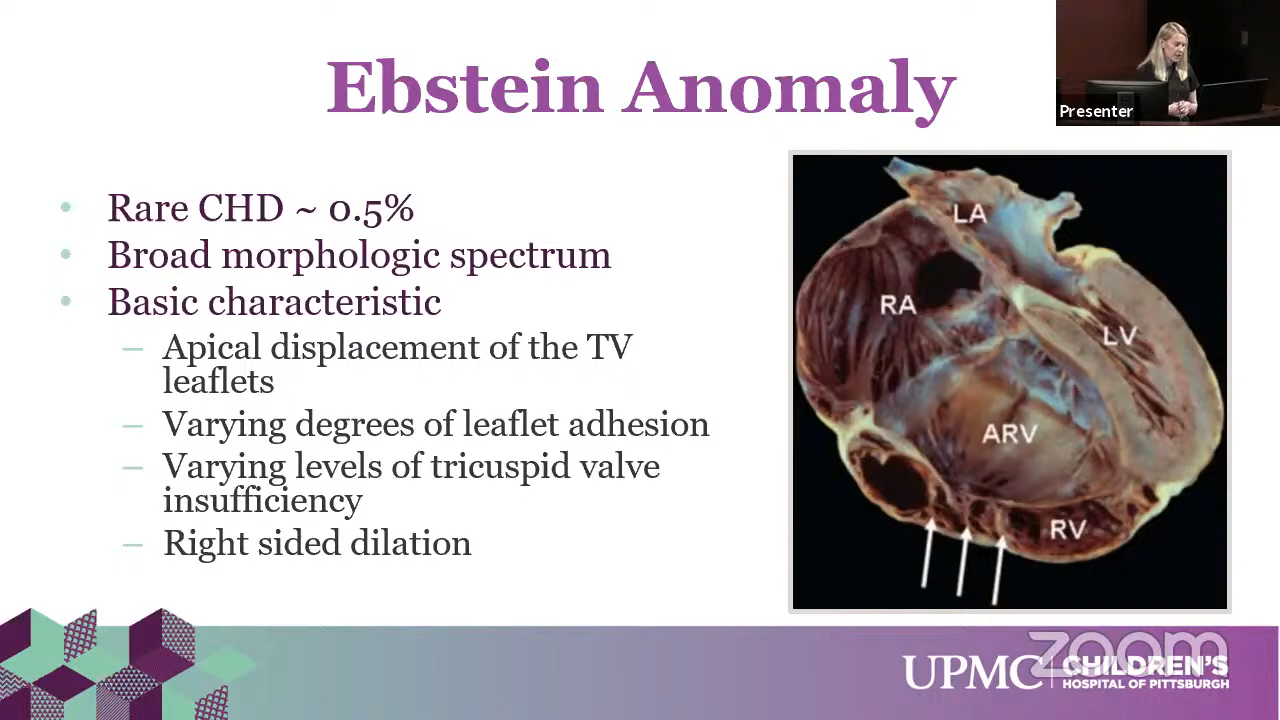 Ebstein Anomaly
Presenter
• Rare CHD ~ 0.5%
• Broad morphologic spectrum
• Basic characteristic
– Apical displacement of the TV
leaflets
– Varying degrees of leaflet adhesion
– Varying levels of tricuspid valve
insufficiency
– Right sided dilation
LA
RA
LV
ARV
RV
zoom
UPMC
CHILDREN'S
HOSPITAL OF PITTSBURGH